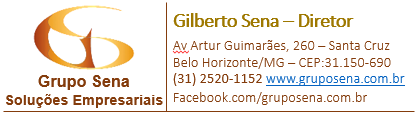 Gilberto Sena – Diretor
Av Artur Guimarães, 260 – Santa Cruz
Belo Horizonte/MG – CEP:31.150-690
(31) 2520-1152 www.gruposena.com.br
Facebook.com/gruposena.com.br
Grupo Sena
Soluções Empresariais